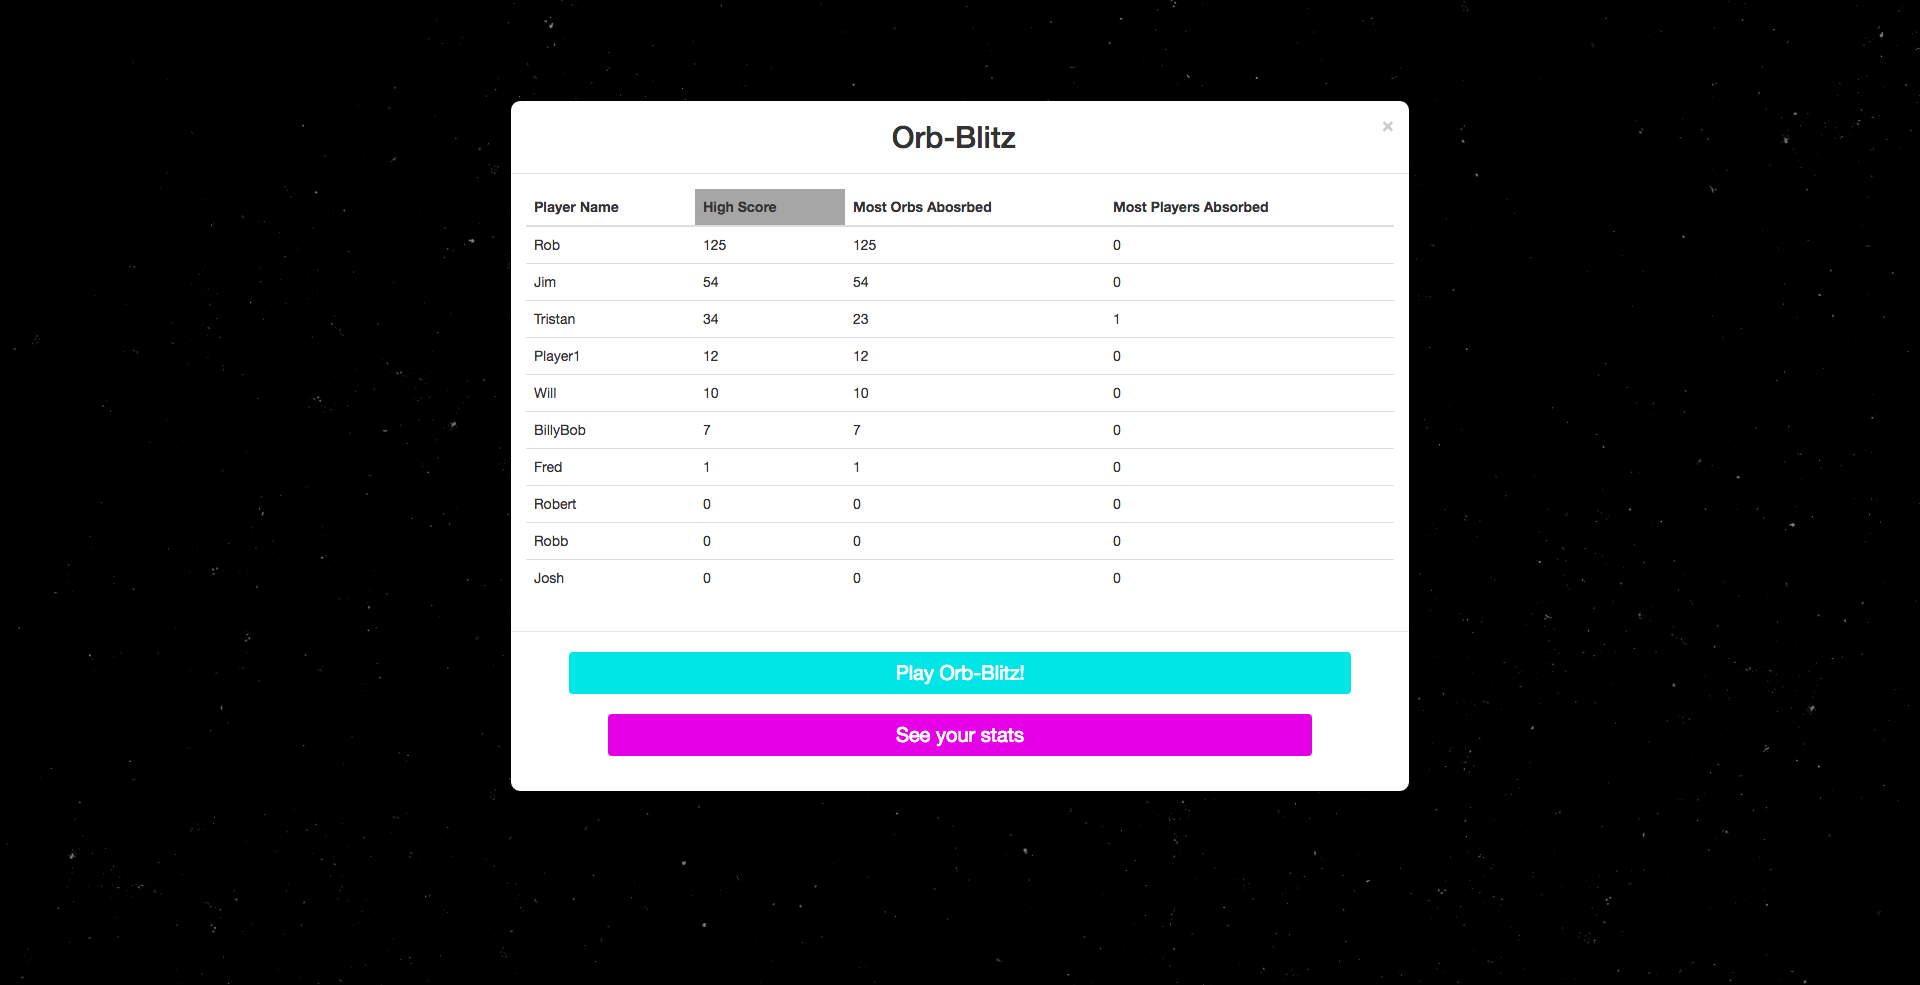 Orb-Blitz ×
Player Name High Score Most Orbs Abosrbed Most Players Absorbed
Rob 125 125 0
Jim 54 54 0
Tristan 34 23 1
Player1 12 12 0
Will 10 10 0
BillyBob 7 7 0
Fred 1 1 0
Robert 0 0 0
Robb 0 0 0
Josh 0 0 0
Play Orb-Blitz!
See your stats